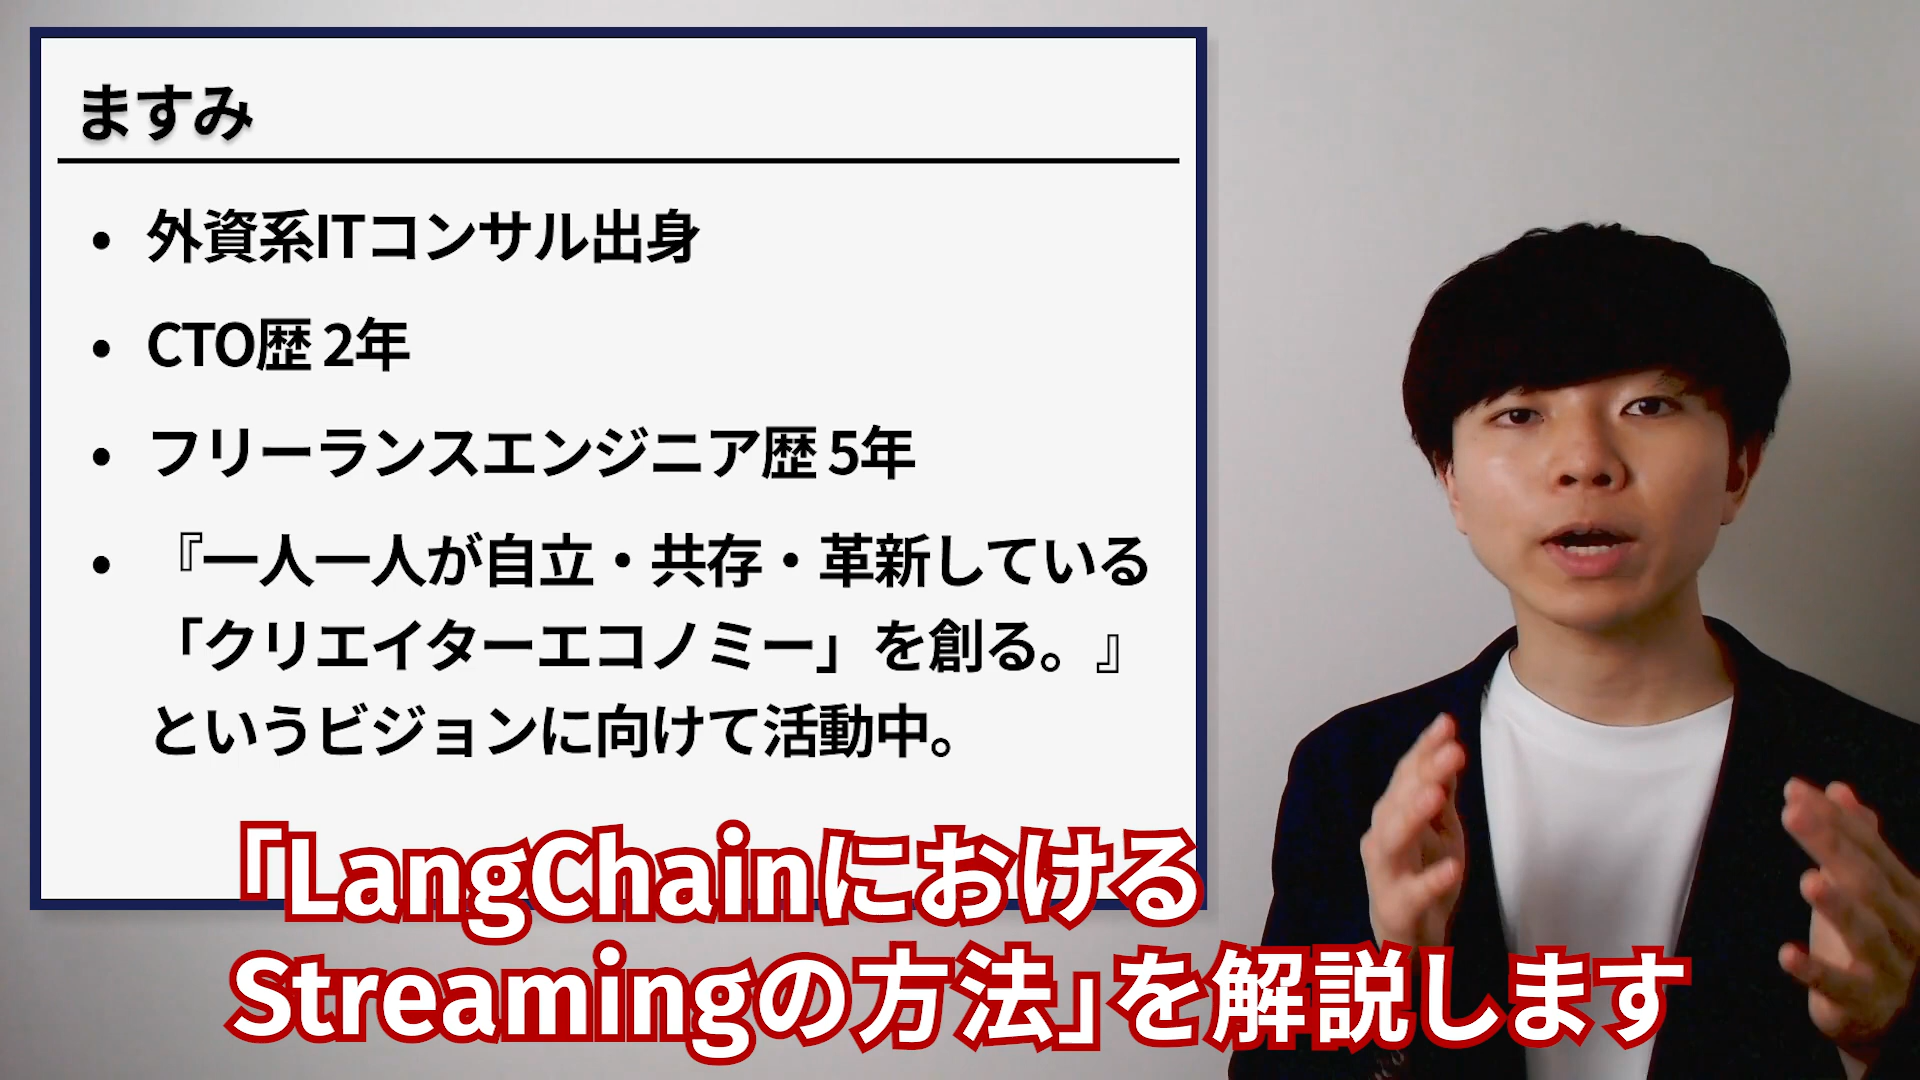 ますみ
• 外資系ITコンサル出身
• CTO歴 2年
• フリーランスエンジニア歴 5年
• 『一人一人が自立・共存・革新している
「クリエイターエコノミー」を創る。』
というビジョンに向けて活動中。
「LangChainにおける
Streamingの方法」を解説します